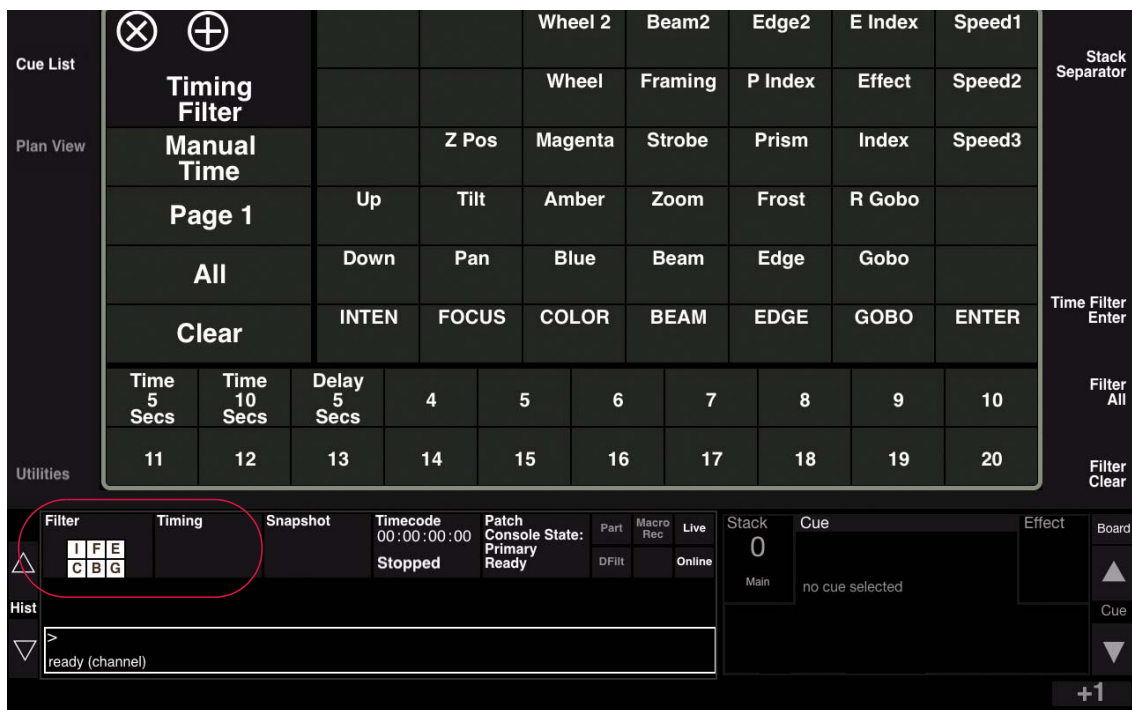 Cue List
Plan View
Utilities
Timing
Filter
Manual
Time
Page 1
All
Clear
Wheel 2 Beam2 Edge2 E Index Speed1
Wheel Framing P Index Effect Speed2
Z Pos Magenta Strobe Prism Index Speed3
Up Tilt Amber Zoom Frost R Gobo
Down Pan Blue Beam Edge Gobo
INTEN FOCUS COLOR BEAM EDGE GOBO ENTER
Time
5
Secs
Time
10
Secs
Delay
5
Secs
4 5 6 7 8 9 10
11 12 13 14 15 16 17 18 19 20
Stack
Separator
Time Filter
Enter
Filter
All
Filter
Clear
Hist
Filter
I F E
C B G
Timing
Snapshot
Timecode
00:00:00:00
Stopped
Patch
Console State:
Primary
Ready
Part
Macro
Rec
Live
DFilt
Online
>
ready (channel)
Stack
0
Main
Cue
no cue selected
Effect
Board
Cue
+1